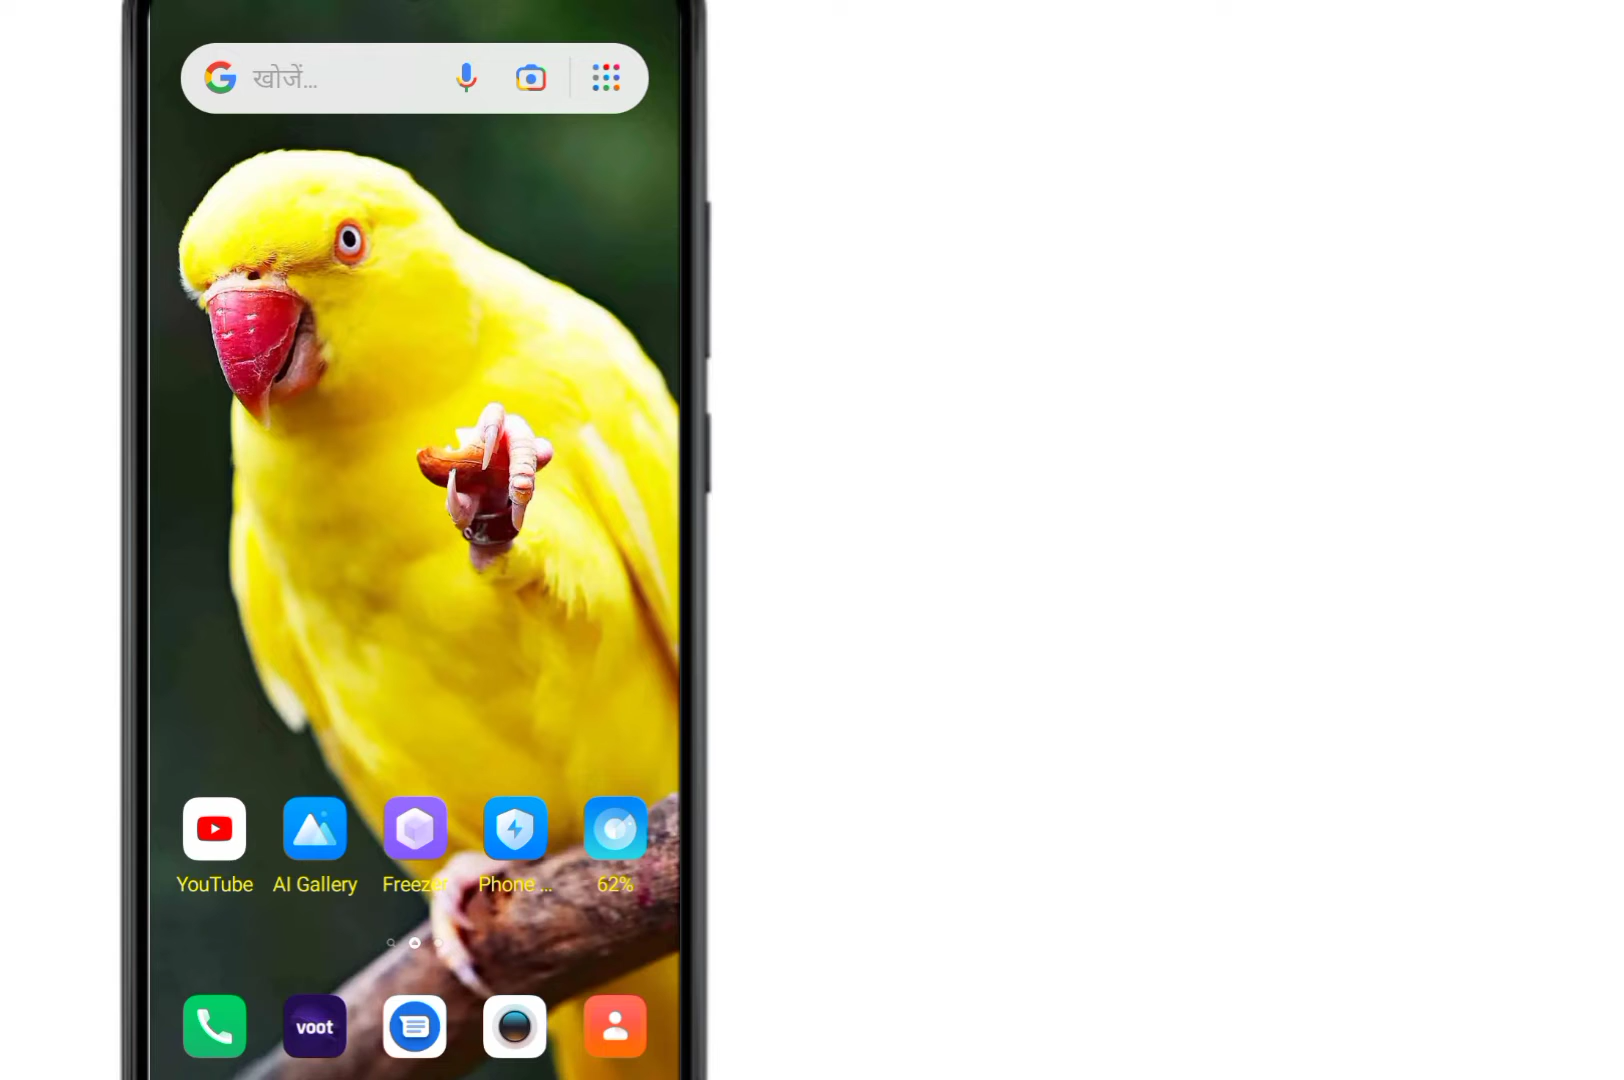 खोजें...
YouTube
AI Gallery
Freezer
Phone ...
62%
voot